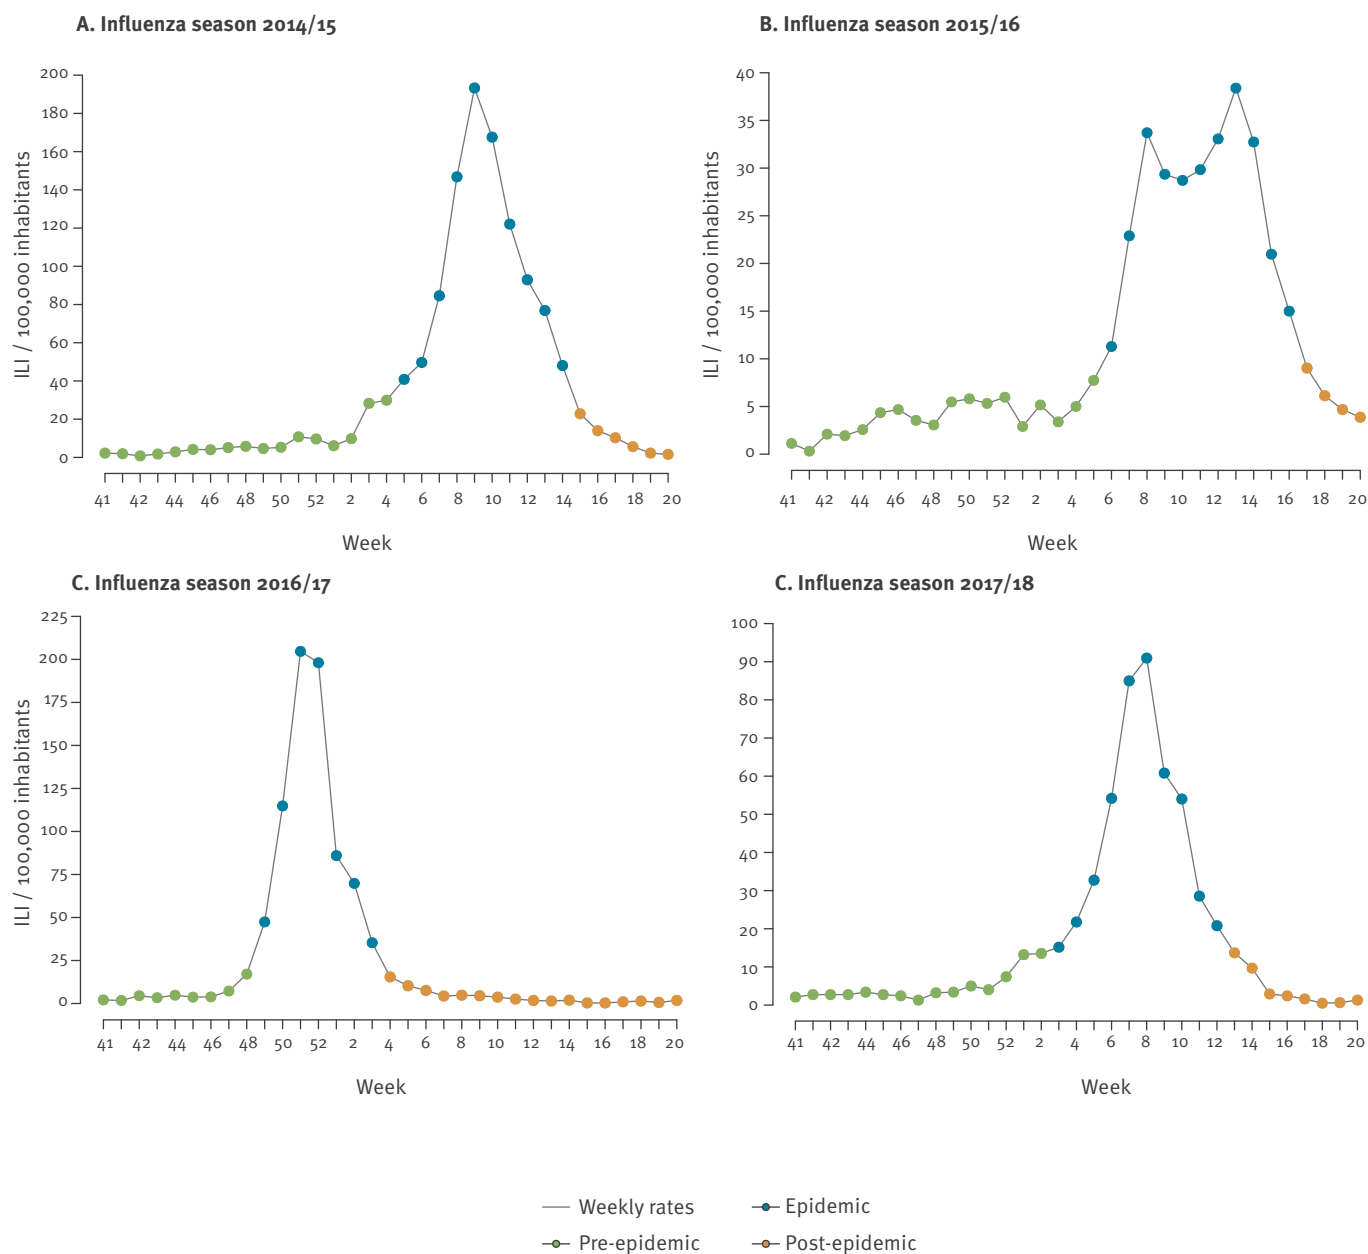 A. Influenza season 2014/15
200
180
160
140
120
100
80
60
40
20
0
ILI / 100,000 inhabitants
41 42 44 46 48 50 52 2 4 6 8 10 12 14 16 18 20
Week
B. Influenza season 2015/16
40
35
30
25
20
15
10
5
0
ILI / 100,000 inhabitants
41 42 44 46 48 50 52 2 4 6 8 10 12 14 16 18 20
Week
C. Influenza season 2016/17
225
200
175
150
125
100
75
50
25
0
ILI / 100,000 inhabitants
41 42 44 46 48 50 52 2 4 6 8 10 12 14 16 18 20
Week
C. Influenza season 2017/18
100
90
80
70
60
50
40
30
20
10
0
41 42 44 46 48 50 52 2 4 6 8 10 12 14 16 18 20
Week
Weekly rates
Epidemic
Pre-epidemic
Post-epidemic